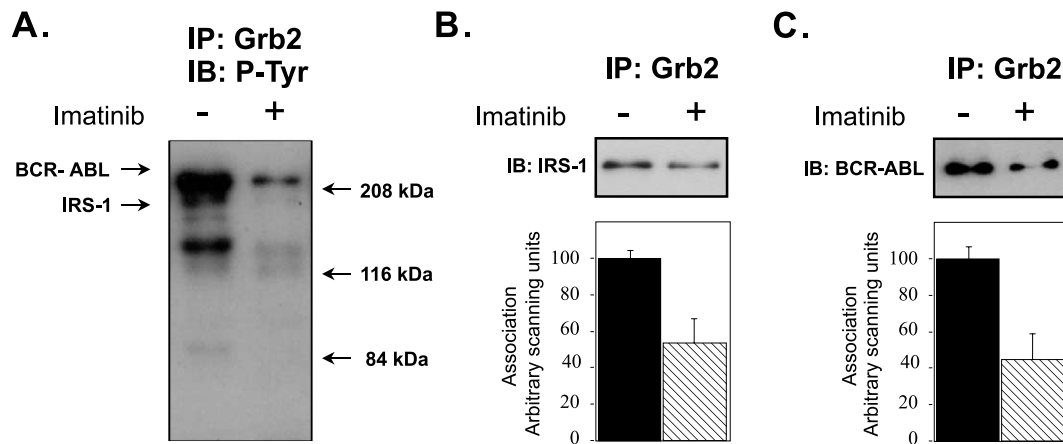 A.
IP: Grb2
IB: P-Tyr
Imatinib - +
BCR- ABL
IRS-1
208 kDa
116 kDa
84 kDa
B.
IP: Grb2
Imatinib - +
IB: IRS-1
Association
Arbitrary scanning units
100
80
60
40
20
0
C.
IP: Grb2
Imatinib - +
IB: BCR-ABL
Association
Arbitrary scanning units
100
80
60
40
20
0